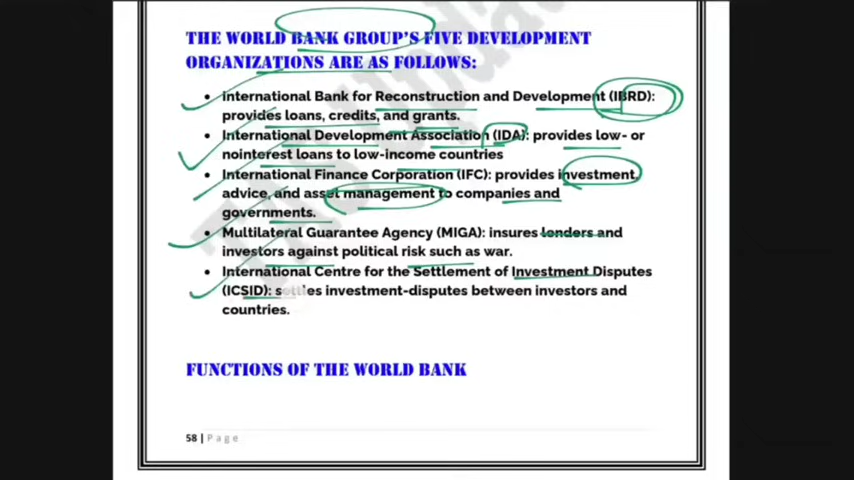 THE WORLD BANK GROUP'S FIVE DEVELOPMENT
ORGANIZATIONS ARE AS FOLLOWS:
• International Bank for Reconstruction and Development (IBRD):
provides loans, credits, and grants.
• International Development Association (IDA): provides low- or
nointerest loans to low-income countries
• International Finance Corporation (IFC): provides investment,
advice, and asset management to companies and
governments.
• Multilateral Guarantee Agency (MIGA): insures lenders and
investors against political risk such as war.
• International Centre for the Settlement of Investment Disputes
(ICSID): settles investment-disputes between investors and
countries.
FUNCTIONS OF THE WORLD BANK
58 | Page